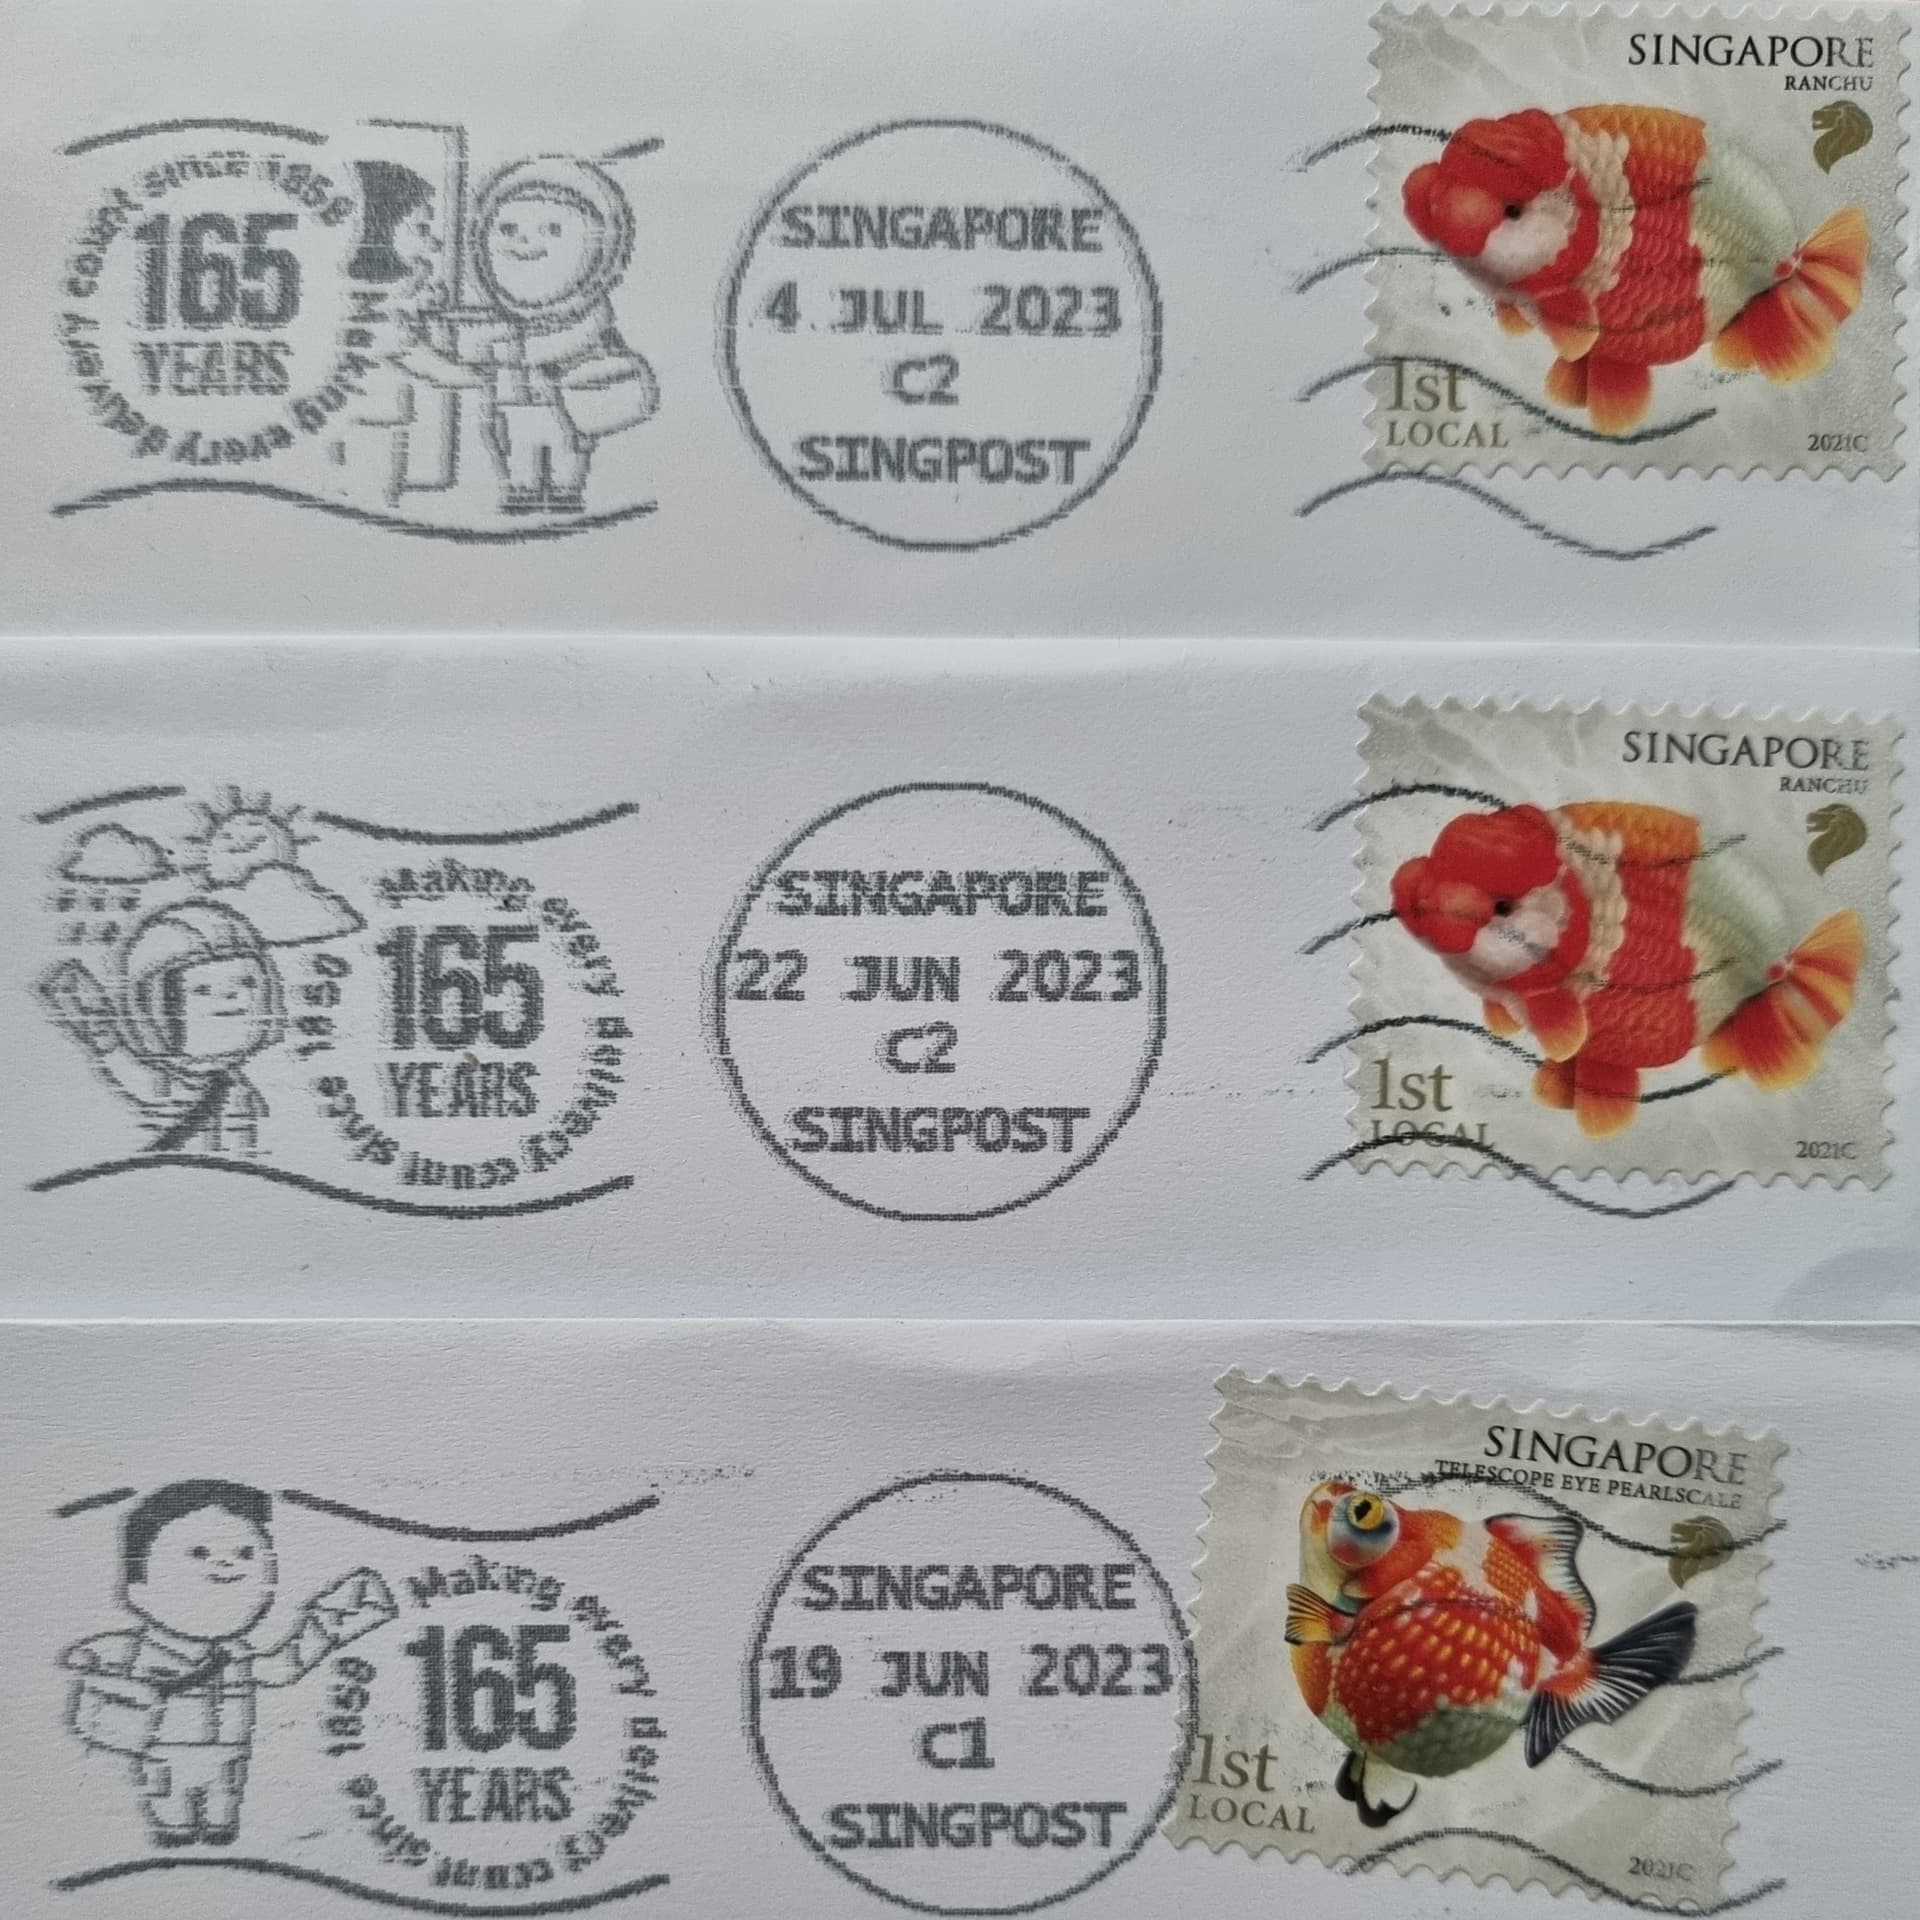 Making every delivery count since 1858
165
YEARS
SINGAPORE
4 JUL 2023
C2
SINGPOST
SINGAPORE
RANCHU
1st
LOCAL
2021C
Making every delivery count since 1858
165
YEARS
SINGAPORE
22 JUN 2023
C2
SINGPOST
SINGAPORE
RANCHU
1st
LOCAL
2021C
Making every delivery count since 1858
165
YEARS
SINGAPORE
19 JUN 2023
C1
SINGPOST
SINGAPORE
TELESCOPE EYE PEARLSCALE
1st
LOCAL
2021C